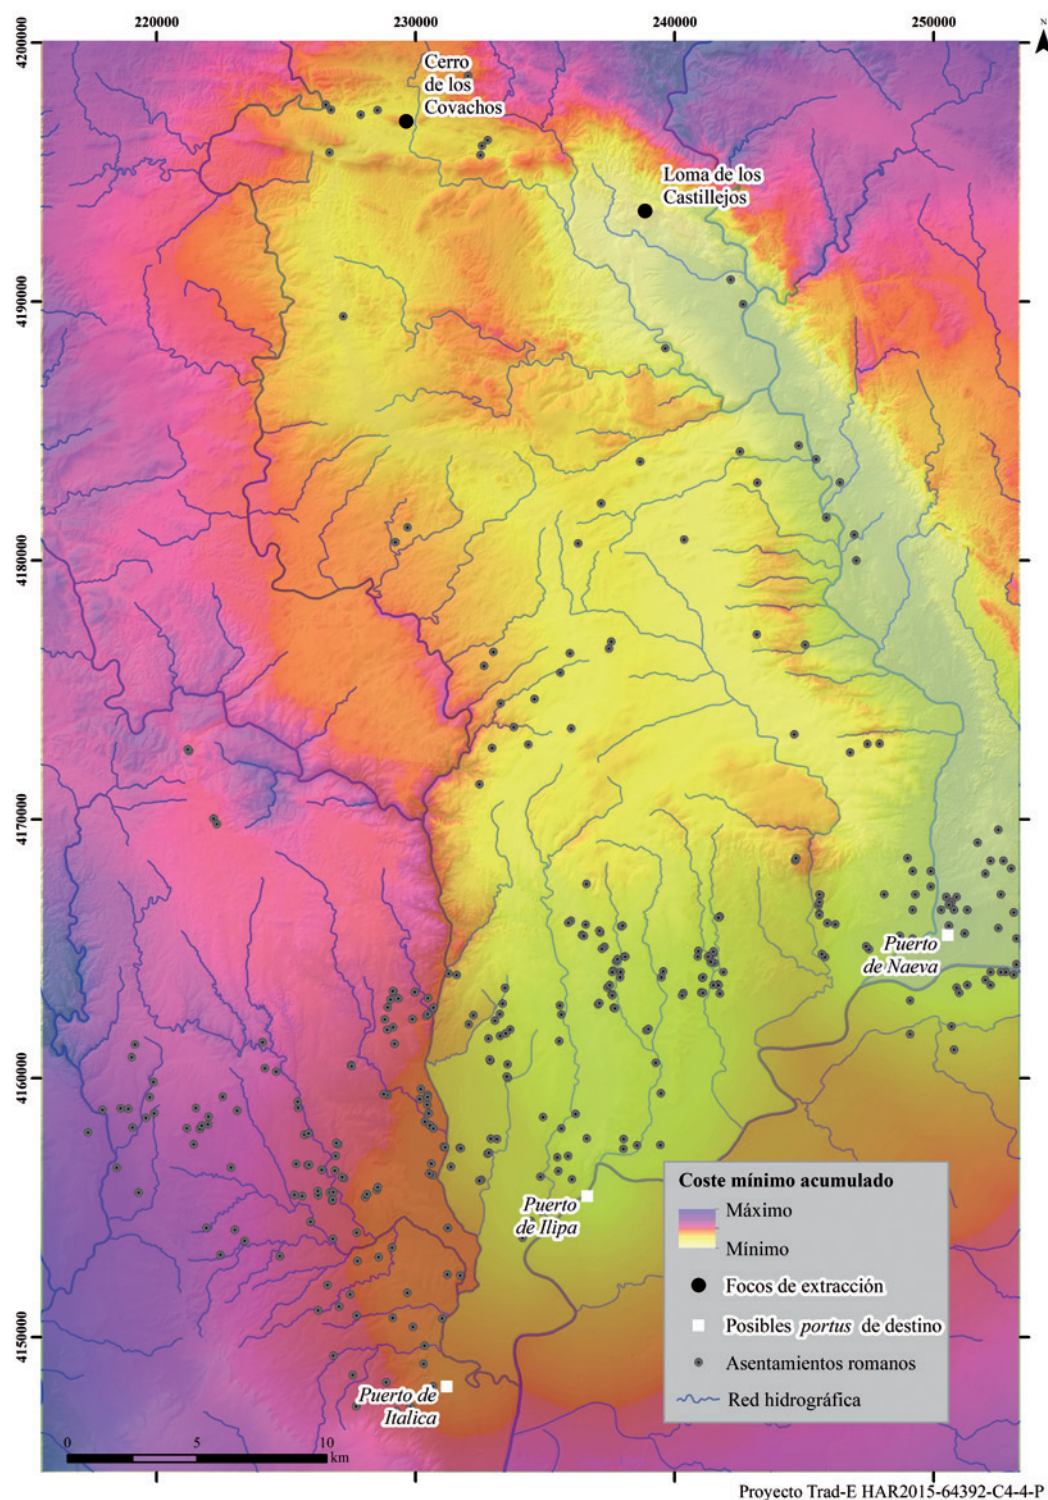 220000
230000
240000
250000
N
4200000
4190000
4180000
4170000
4160000
4150000
Cerro
de los
Covachos
Loma de los
Castillejos
Puerto
de Naeva
Puerto
de Ilipa
Puerto de
Italica
Coste mínimo acumulado
Máximo
Mínimo
Focos de extracción
Posibles portus de destino
Asentamientos romanos
Red hidrográfica
0 5 10
km
Proyecto Trad-E HAR2015-64392-C4-4-P